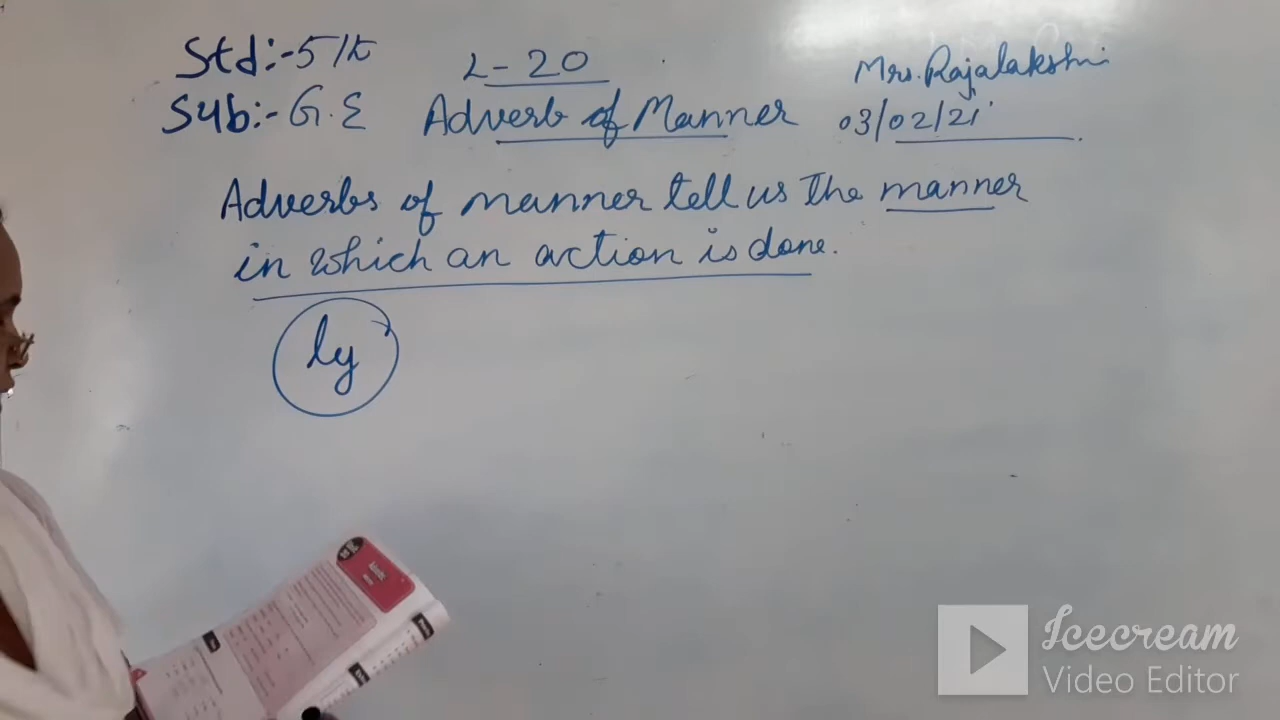 Std:-5th
L-20
Mrs. Rajalakshmi
Sub:- G.E
Adverb of Manner
03/02/21
Adverbs of manner tell us the manner
in which an action is done.
ly
Icecream
Video Editor